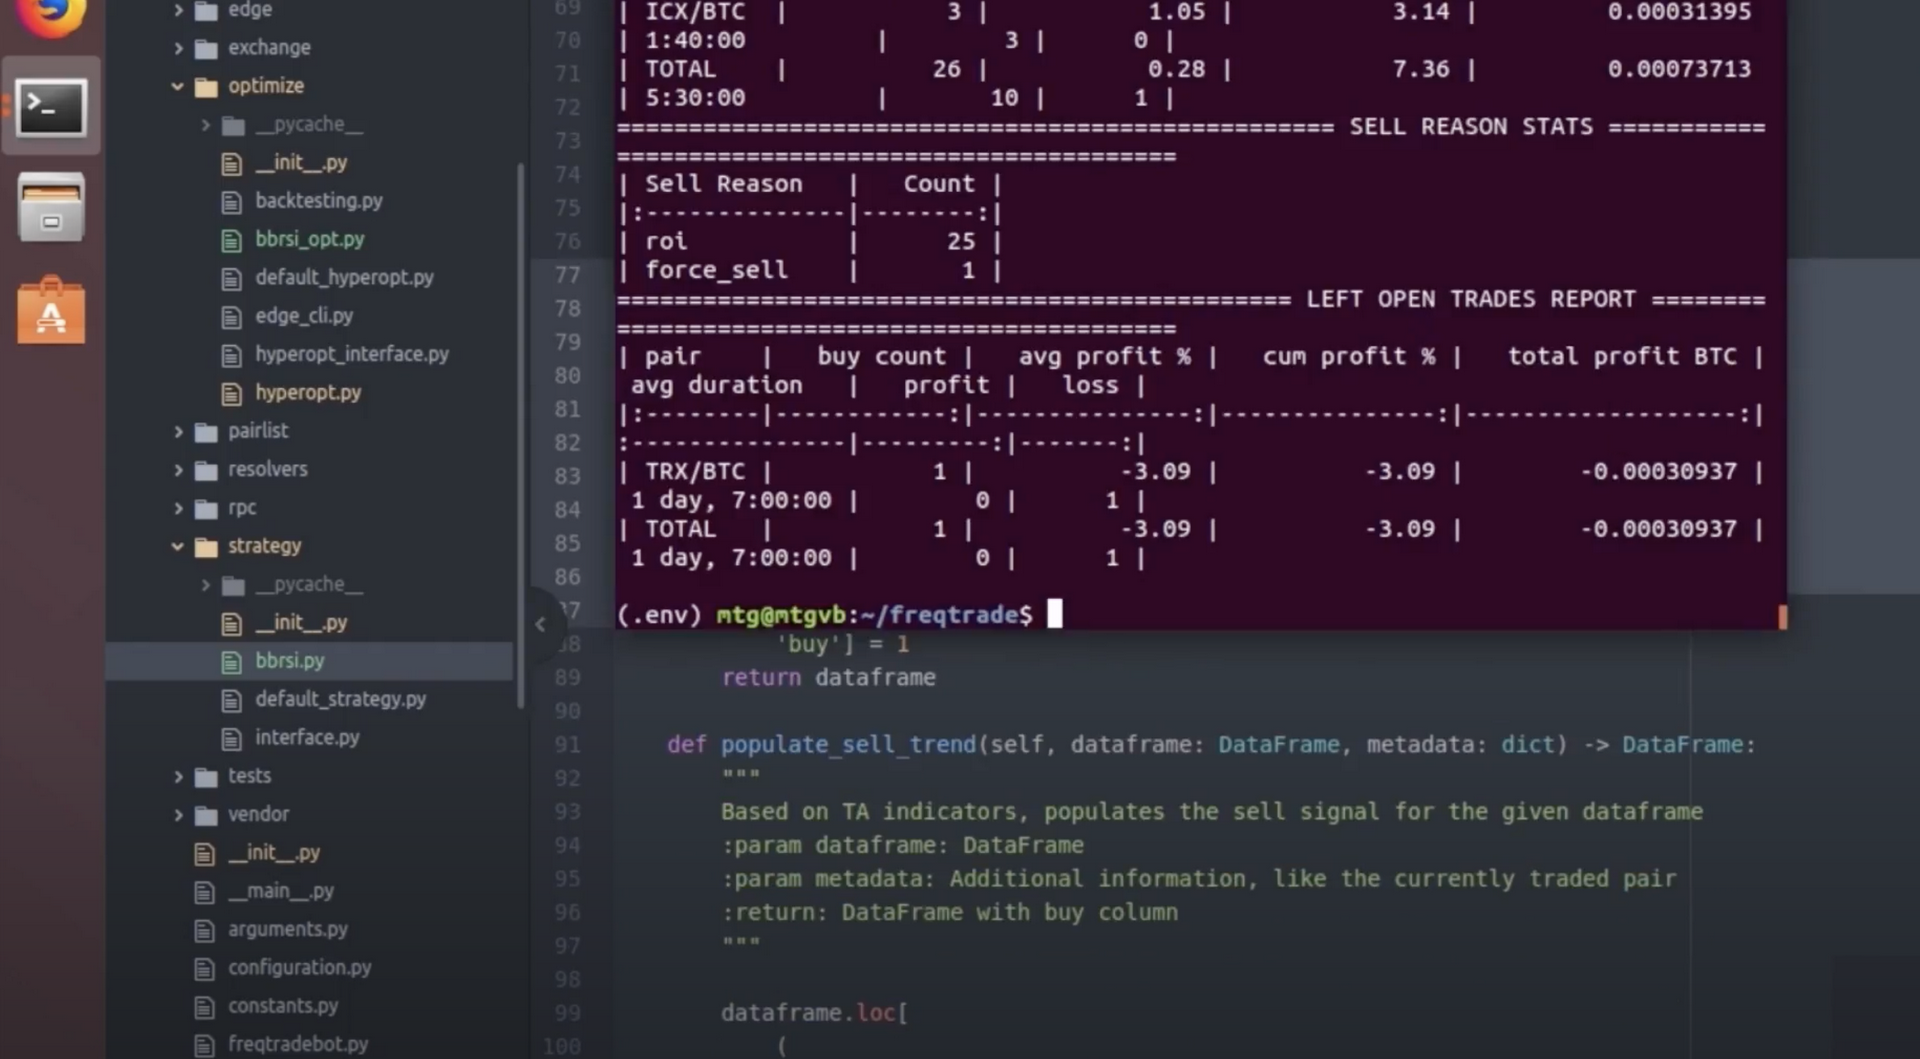 edge
exchange
optimize
__pycache__
__init__.py
backtesting.py
bbrsi_opt.py
default_hyperopt.py
edge_cli.py
hyperopt_interface.py
hyperopt.py
pairlist
resolvers
rpc
strategy
__pycache__
__init__.py
bbrsi.py
default_strategy.py
interface.py
tests
vendor
__init__.py
__main__.py
arguments.py
configuration.py
constants.py
freqtradebot.py
69
70
71
72
73
74
75
76
77
78
79
80
81
82
83
84
85
86
| ICX/BTC | 3 | 1.05 | 3.14 | 0.00031395
| 1:40:00 | 3 | 0 |
| TOTAL | 26 | 0.28 | 7.36 | 0.00073713
| 5:30:00 | 10 | 1 |
================================================== SELL REASON STATS ===========
=======================================
| Sell Reason | Count |
|:--------------|--------:|
| roi | 25 |
| force_sell | 1 |
=============================================== LEFT OPEN TRADES REPORT ========
=======================================
| pair | buy count | avg profit % | cum profit % | total profit BTC |
avg duration | profit | loss |
|:--------|------------:|---------------:|---------------:|-------------------:|
:---------------|---------:|-------:|
| TRX/BTC | 1 | -3.09 | -3.09 | -0.00030937 |
1 day, 7:00:00 | 0 | 1 |
| TOTAL | 1 | -3.09 | -3.09 | -0.00030937 |
1 day, 7:00:00 | 0 | 1 |
(.env) mtg@mtgvb:~/freqtrade$
'buy'] = 1
89 return dataframe
90
91 def populate_sell_trend(self, dataframe: DataFrame, metadata: dict) -> DataFrame:
92 """
93 Based on TA indicators, populates the sell signal for the given dataframe
94 :param dataframe: DataFrame
95 :param metadata: Additional information, like the currently traded pair
96 :return: DataFrame with buy column
97 """
98
99 dataframe.loc[
100 (